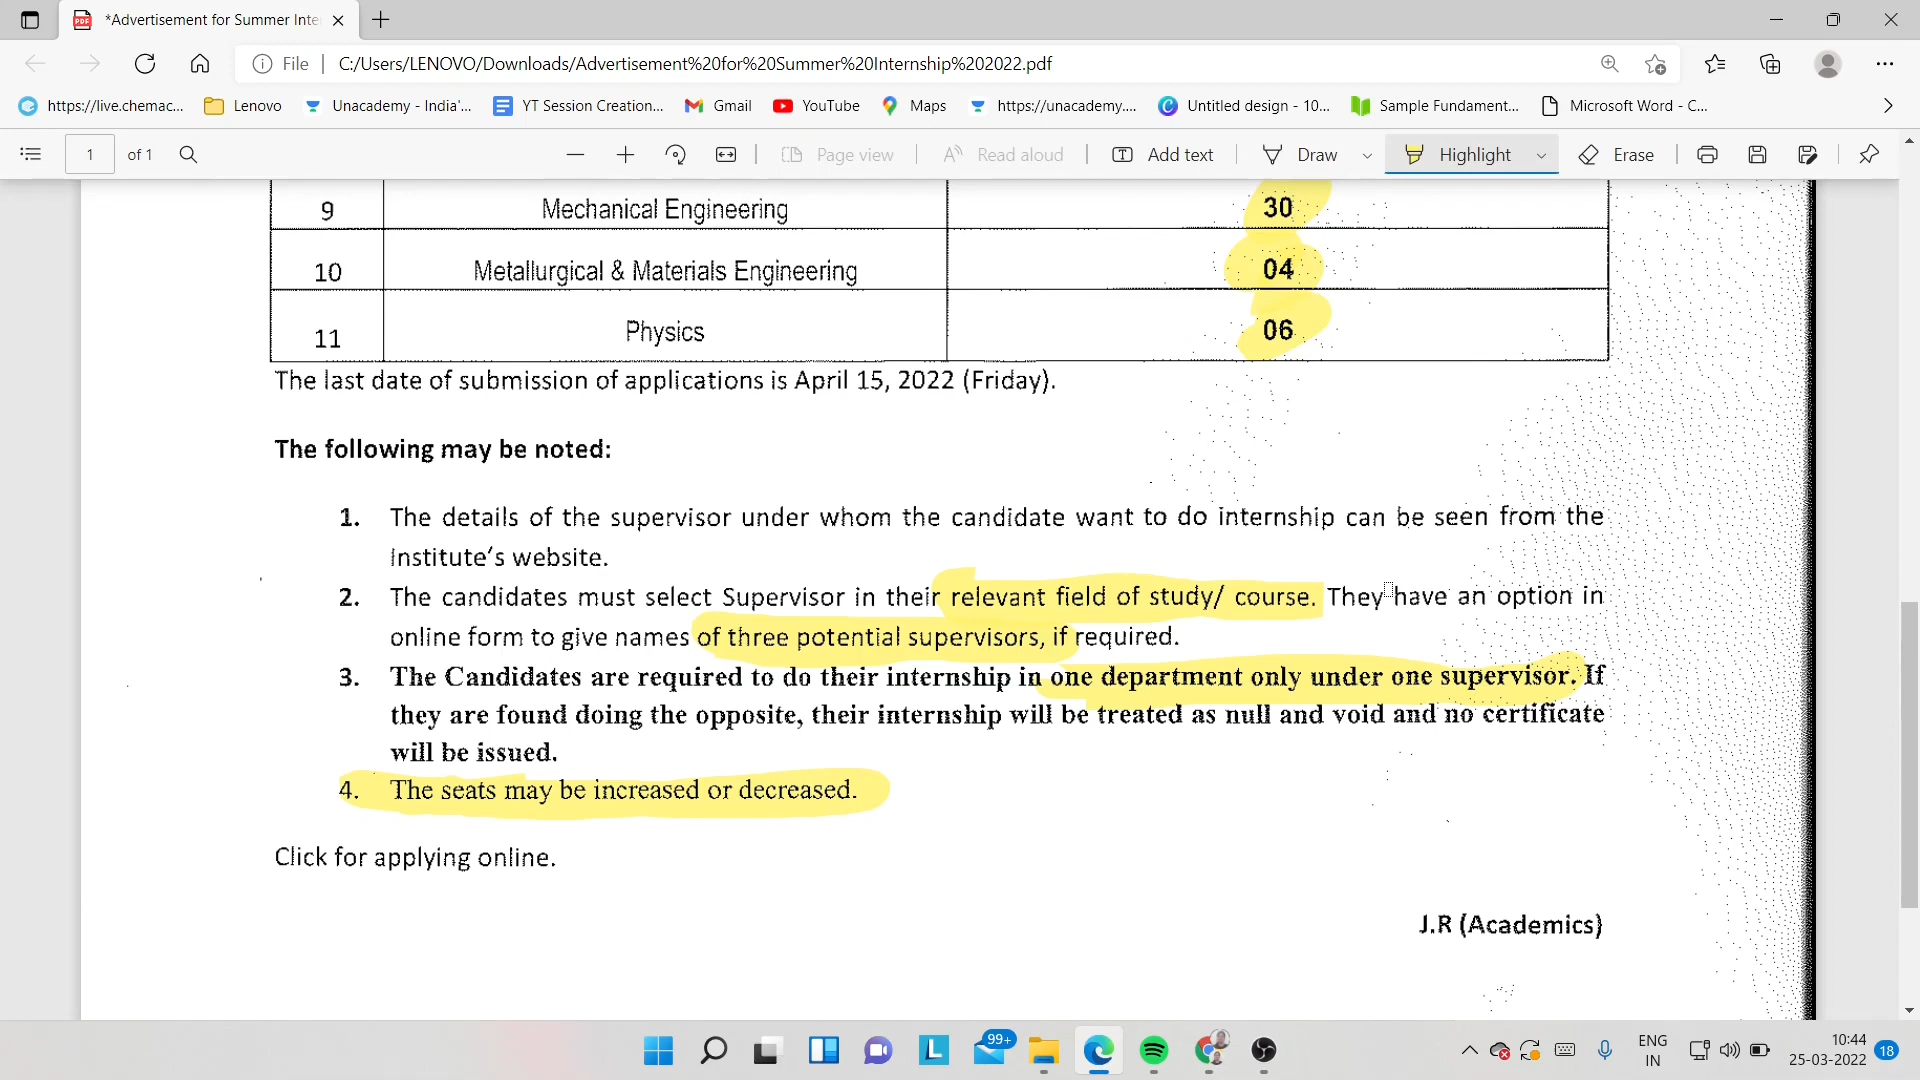 *Advertisement for Summer Inte
File
C:/Users/LENOVO/Downloads/Advertisement%20for%20Summer%20Internship%202022.pdf
https://live.chemac... Lenovo Unacademy - India'... YT Session Creation... Gmail YouTube Maps https://unacademy.... Untitled design - 10... Sample Fundament... Microsoft Word - C...
1 of 1 Page view Read aloud Add text Draw Highlight Erase
9 Mechanical Engineering 30
10 Metallurgical & Materials Engineering 04
11 Physics 06
The last date of submission of applications is April 15, 2022 (Friday).
The following may be noted:
1. The details of the supervisor under whom the candidate want to do internship can be seen from the
Institute's website.
2. The candidates must select Supervisor in their relevant field of study/ course. They have an option in
online form to give names of three potential supervisors, if required.
3. The Candidates are required to do their internship in one department only under one supervisor. If
they are found doing the opposite, their internship will be treated as null and void and no certificate
will be issued.
4. The seats may be increased or decreased.
Click for applying online.
J.R (Academics)
99+
ENG
IN
10:44
25-03-2022
18